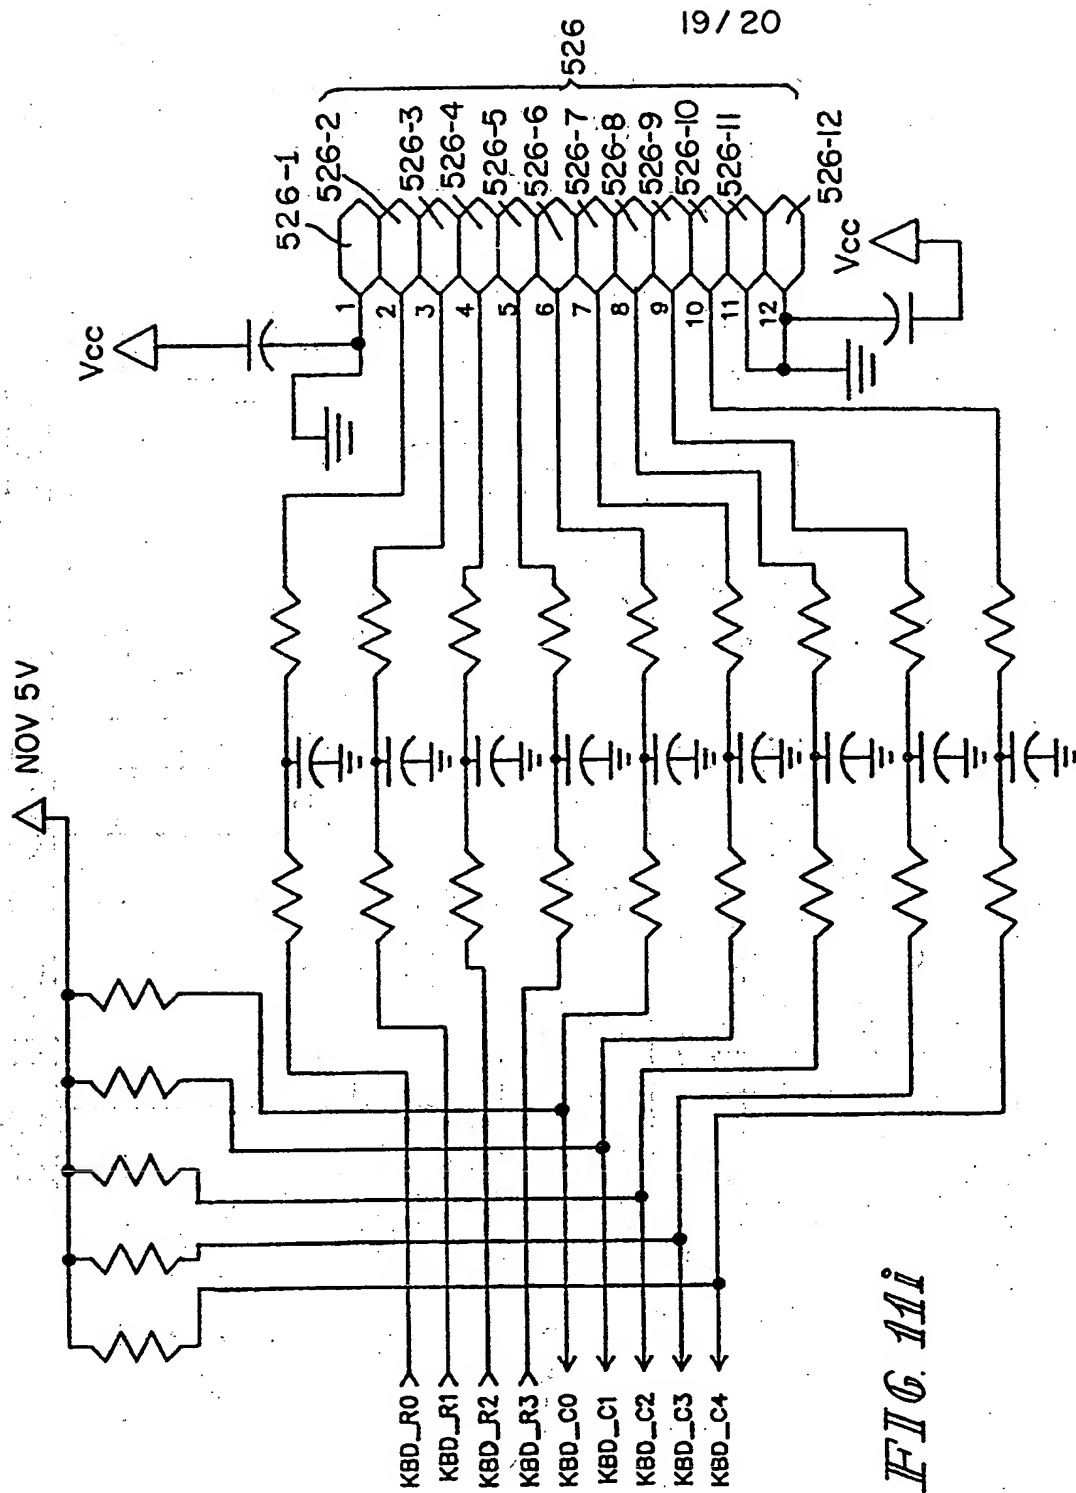 19/20
NOV 5V
Vcc
526-1
526-2
526-3
526-4
526-5
526-6
526-7
526-8
526-9
526-10
526-11
526-12
526
Vcc
1
2
3
4
5
6
7
8
9
10
11
12
KBD_R0
KBD_R1
KBD_R2
KBD_R3
KBD_C0
KBD_C1
KBD_C2
KBD_C3
KBD_C4
FIG. 11i